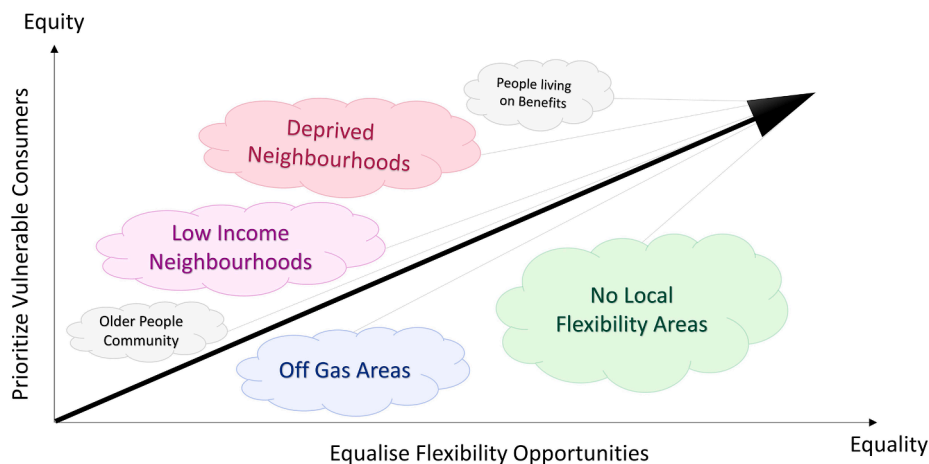 Equity
Prioritize Vulnerable Consumers
People living
on Benefits
Deprived
Neighbourhoods
Low Income
Neighbourhoods
Older People
Community
Off Gas Areas
No Local
Flexibility Areas
Equalise Flexibility Opportunities
Equality